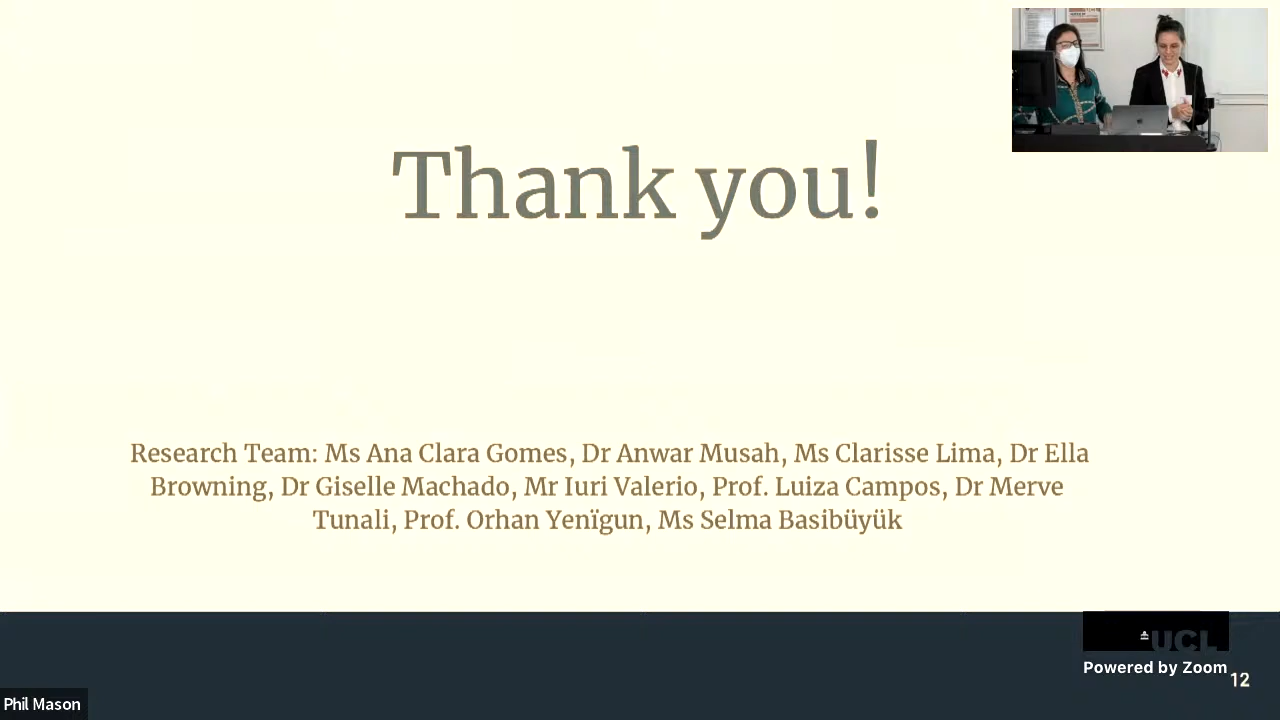 Thank you!
Research Team: Ms Ana Clara Gomes, Dr Anwar Musah, Ms Clarisse Lima, Dr Ella
Browning, Dr Giselle Machado, Mr Iuri Valerio, Prof. Luiza Campos, Dr Merve
Tunali, Prof. Orhan Yenïgun, Ms Selma Basibüyük
UCL
Powered by Zoom
12
Phil Mason